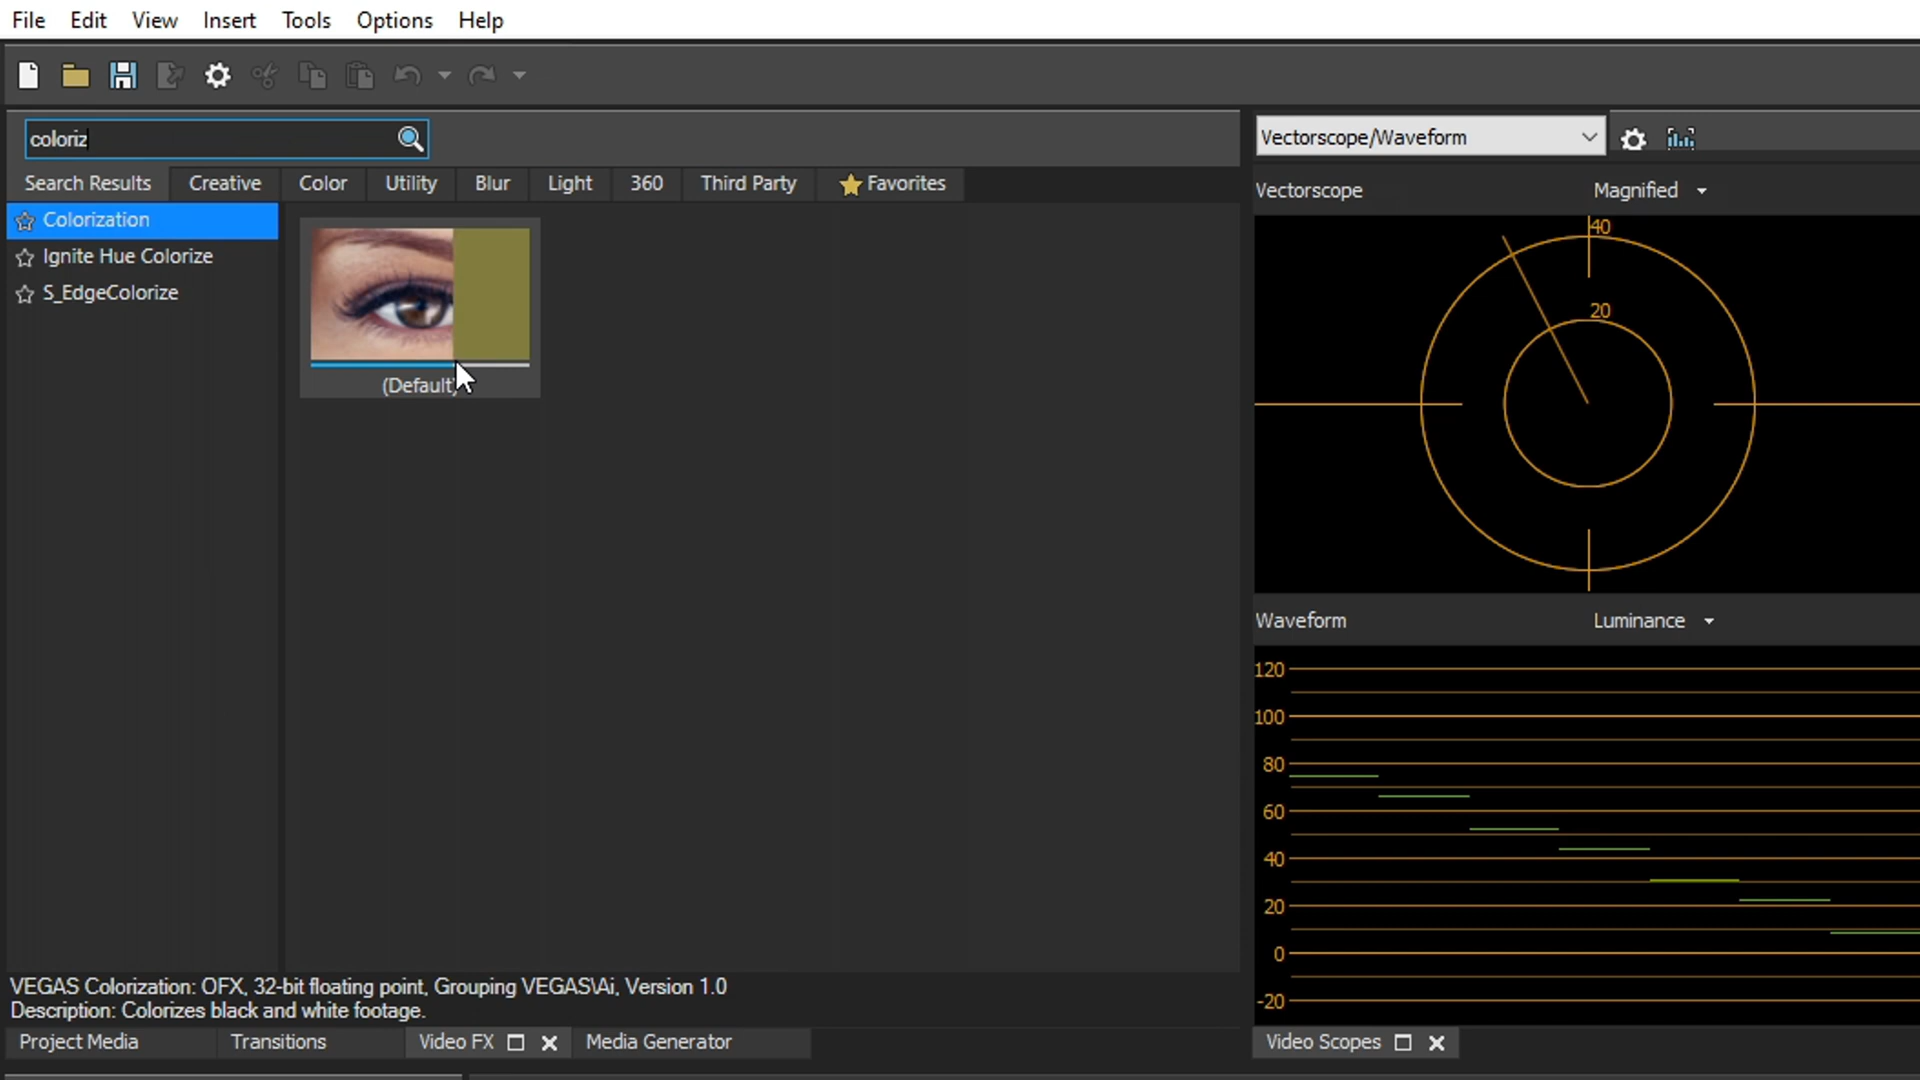 File Edit View Insert Tools Options Help
coloriz
Search Results Creative Color Utility Blur Light 360 Third Party Favorites
Colorization
Ignite Hue Colorize
S_EdgeColorize
(Default)
VEGAS Colorization: OFX, 32-bit floating point, Grouping VEGAS\Ai, Version 1.0
Description: Colorizes black and white footage.
Project Media Transitions Video FX Media Generator
Vectorscope/Waveform
Vectorscope Magnified
40
20
Waveform Luminance
120
100
80
60
40
20
0
-20
Video Scopes